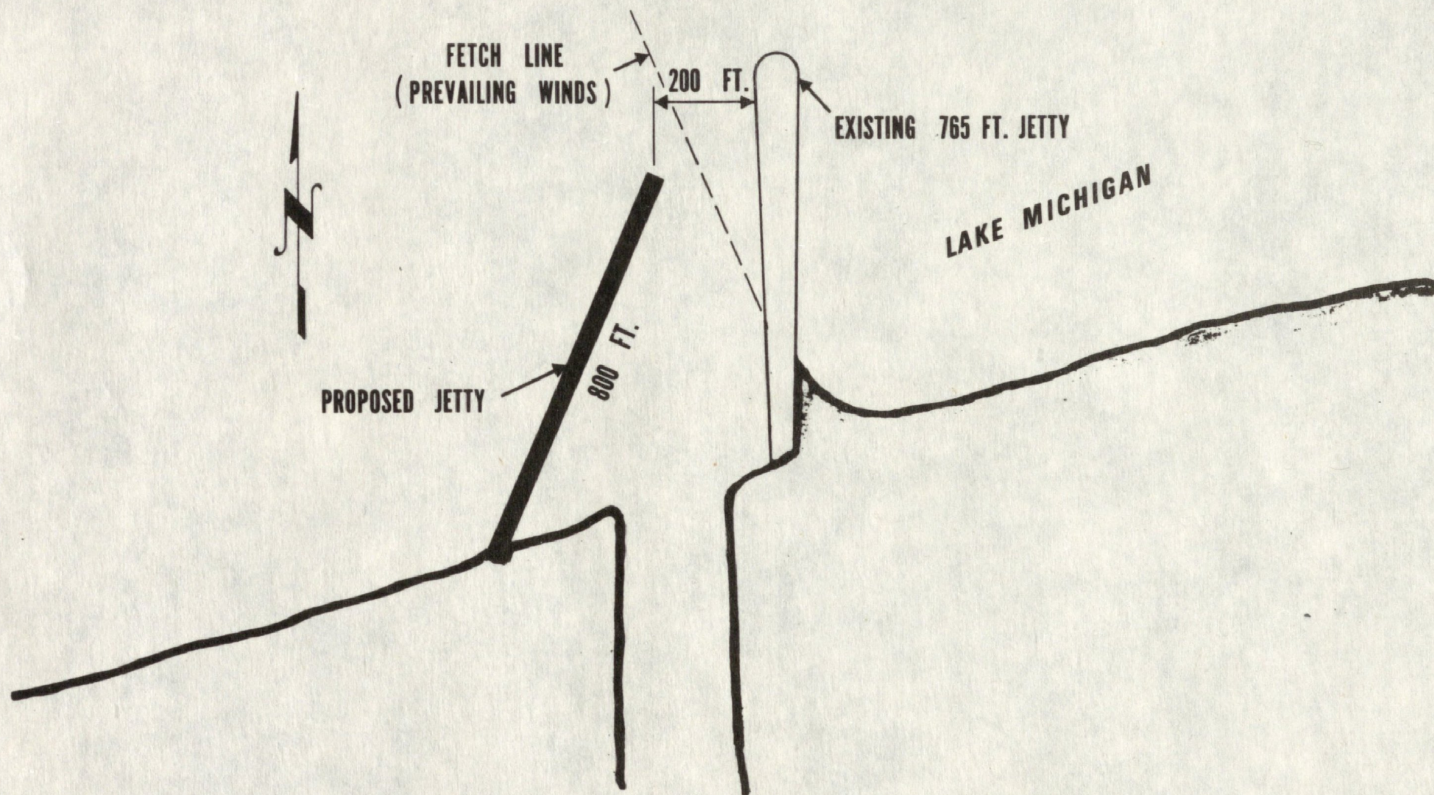 FETCH LINE
(PREVAILING WINDS)
200 FT.
EXISTING 765 FT. JETTY
LAKE MICHIGAN
N
800 FT.
PROPOSED JETTY